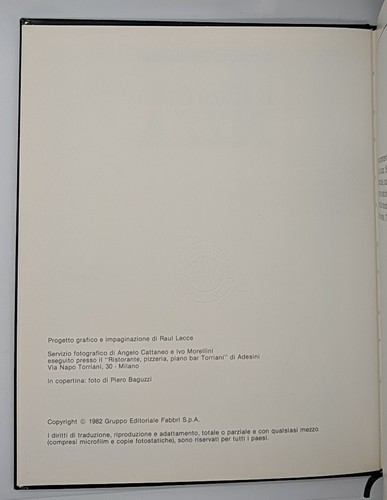 Progetto grafico e impaginazione di Raul Lecce
Servizio fotografico di Angelo Cattaneo e Ivo Morellini
eseguito presso il "Ristorante, pizzeria, piano bar Torriani" di Adesini
Via Napo Torriani, 30 - Milano
In copertina: foto di Piero Baguzzi
Copyright © 1982 Gruppo Editoriale Fabbri S.p.A.
I diritti di traduzione, riproduzione e adattamento, totale o parziale e con qualsiasi mezzo
(compresi microfilm e copie fotostatiche), sono riservati per tutti i paesi.